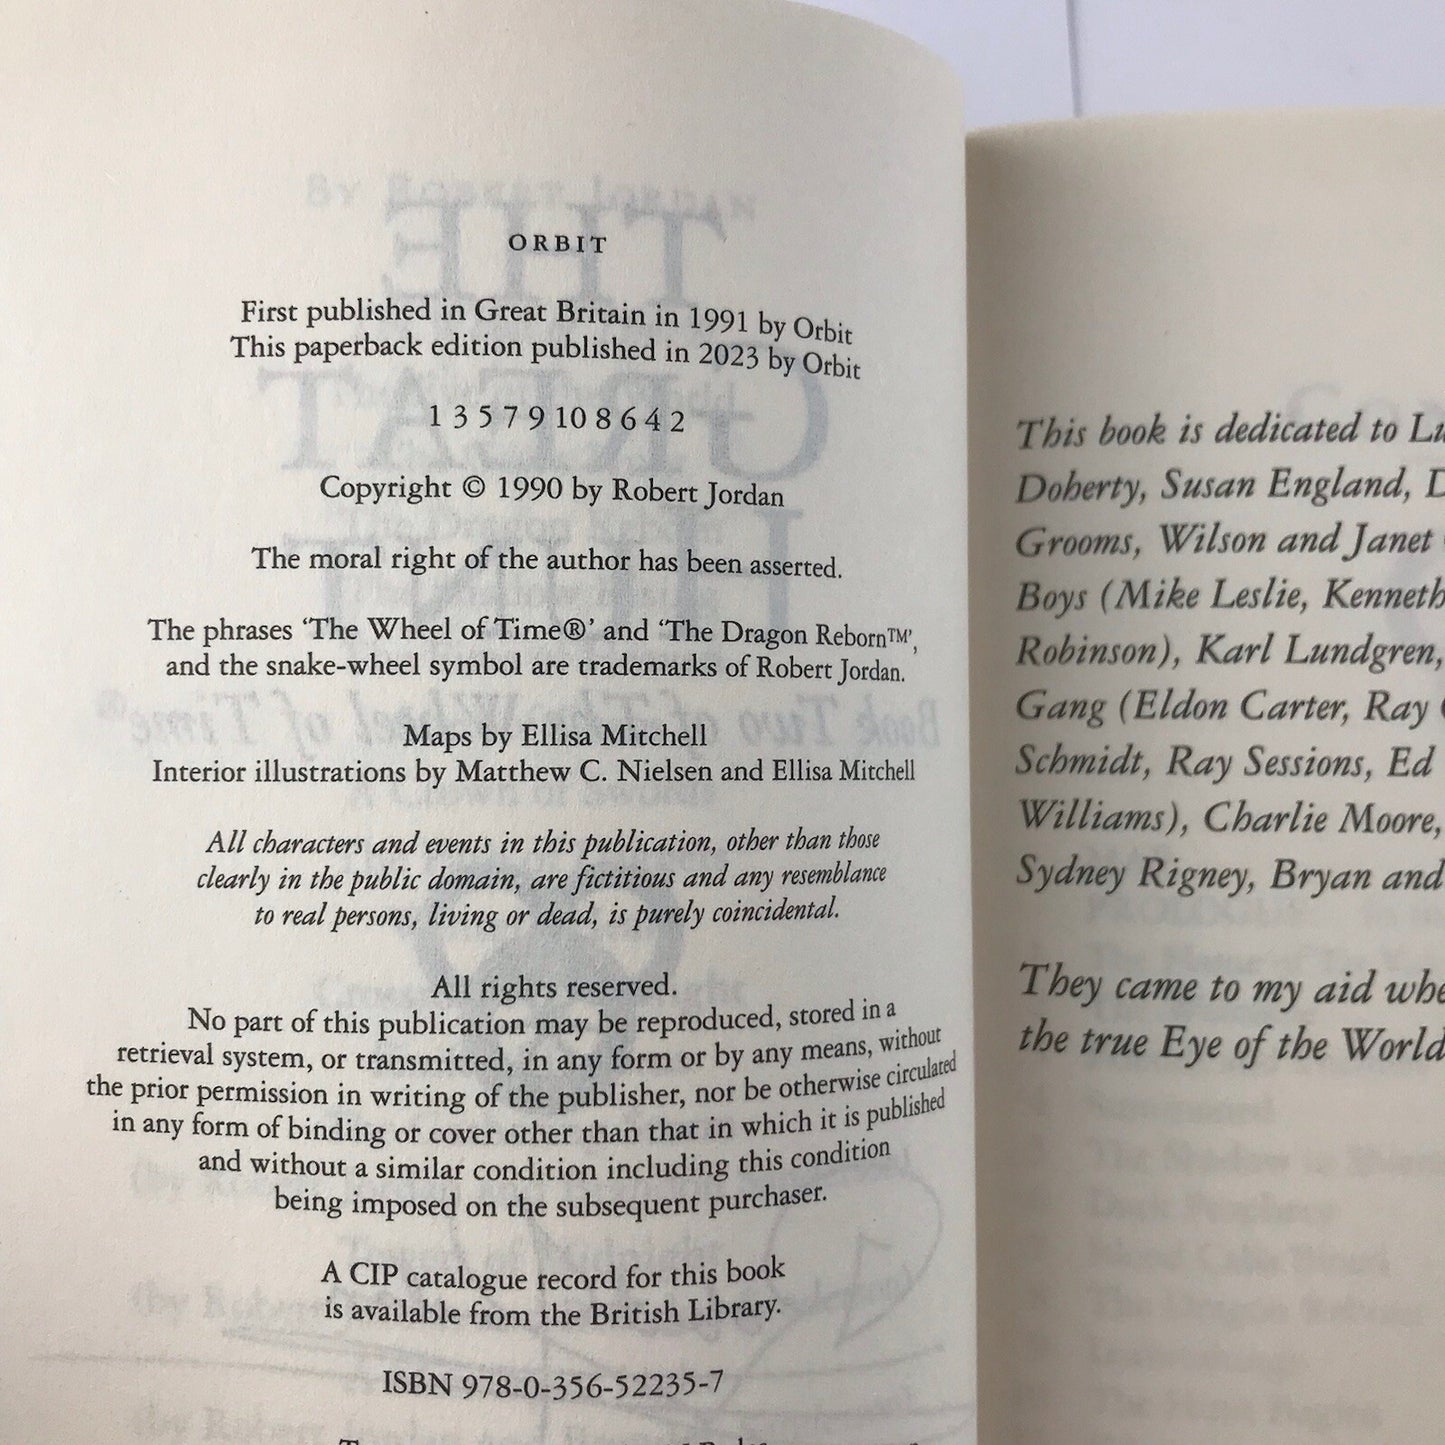 ORBIT
First published in Great Britain in 1991 by Orbit
This paperback edition published in 2023 by Orbit
1 3 5 7 9 10 8 6 4 2
Copyright © 1990 by Robert Jordan
The moral right of the author has been asserted.
The phrases ‘The Wheel of Time®’ and ‘The Dragon Reborn™’,
and the snake-wheel symbol are trademarks of Robert Jordan.
Maps by Ellisa Mitchell
Interior illustrations by Matthew C. Nielsen and Ellisa Mitchell
All characters and events in this publication, other than those
clearly in the public domain, are fictitious and any resemblance
to real persons, living or dead, is purely coincidental.
All rights reserved.
No part of this publication may be reproduced, stored in a
retrieval system, or transmitted, in any form or by any means, without
the prior permission in writing of the publisher, nor be otherwise circulated
in any form of binding or cover other than that in which it is published
and without a similar condition including this condition
being imposed on the subsequent purchaser.
A CIP catalogue record for this book
is available from the British Library.
ISBN 978-0-356-52235-7
This book is dedicated to
Doherty, Susan England,
Grooms, Wilson and Janet
Boys (Mike Leslie, Kenneth
Robinson), Karl Lundgren,
Gang (Eldon Carter, Ray
Schmidt, Ray Sessions, Ed
Williams), Charlie Moore,
Sydney Rigney, Bryan and
They came to my aid
the true Eye of the World